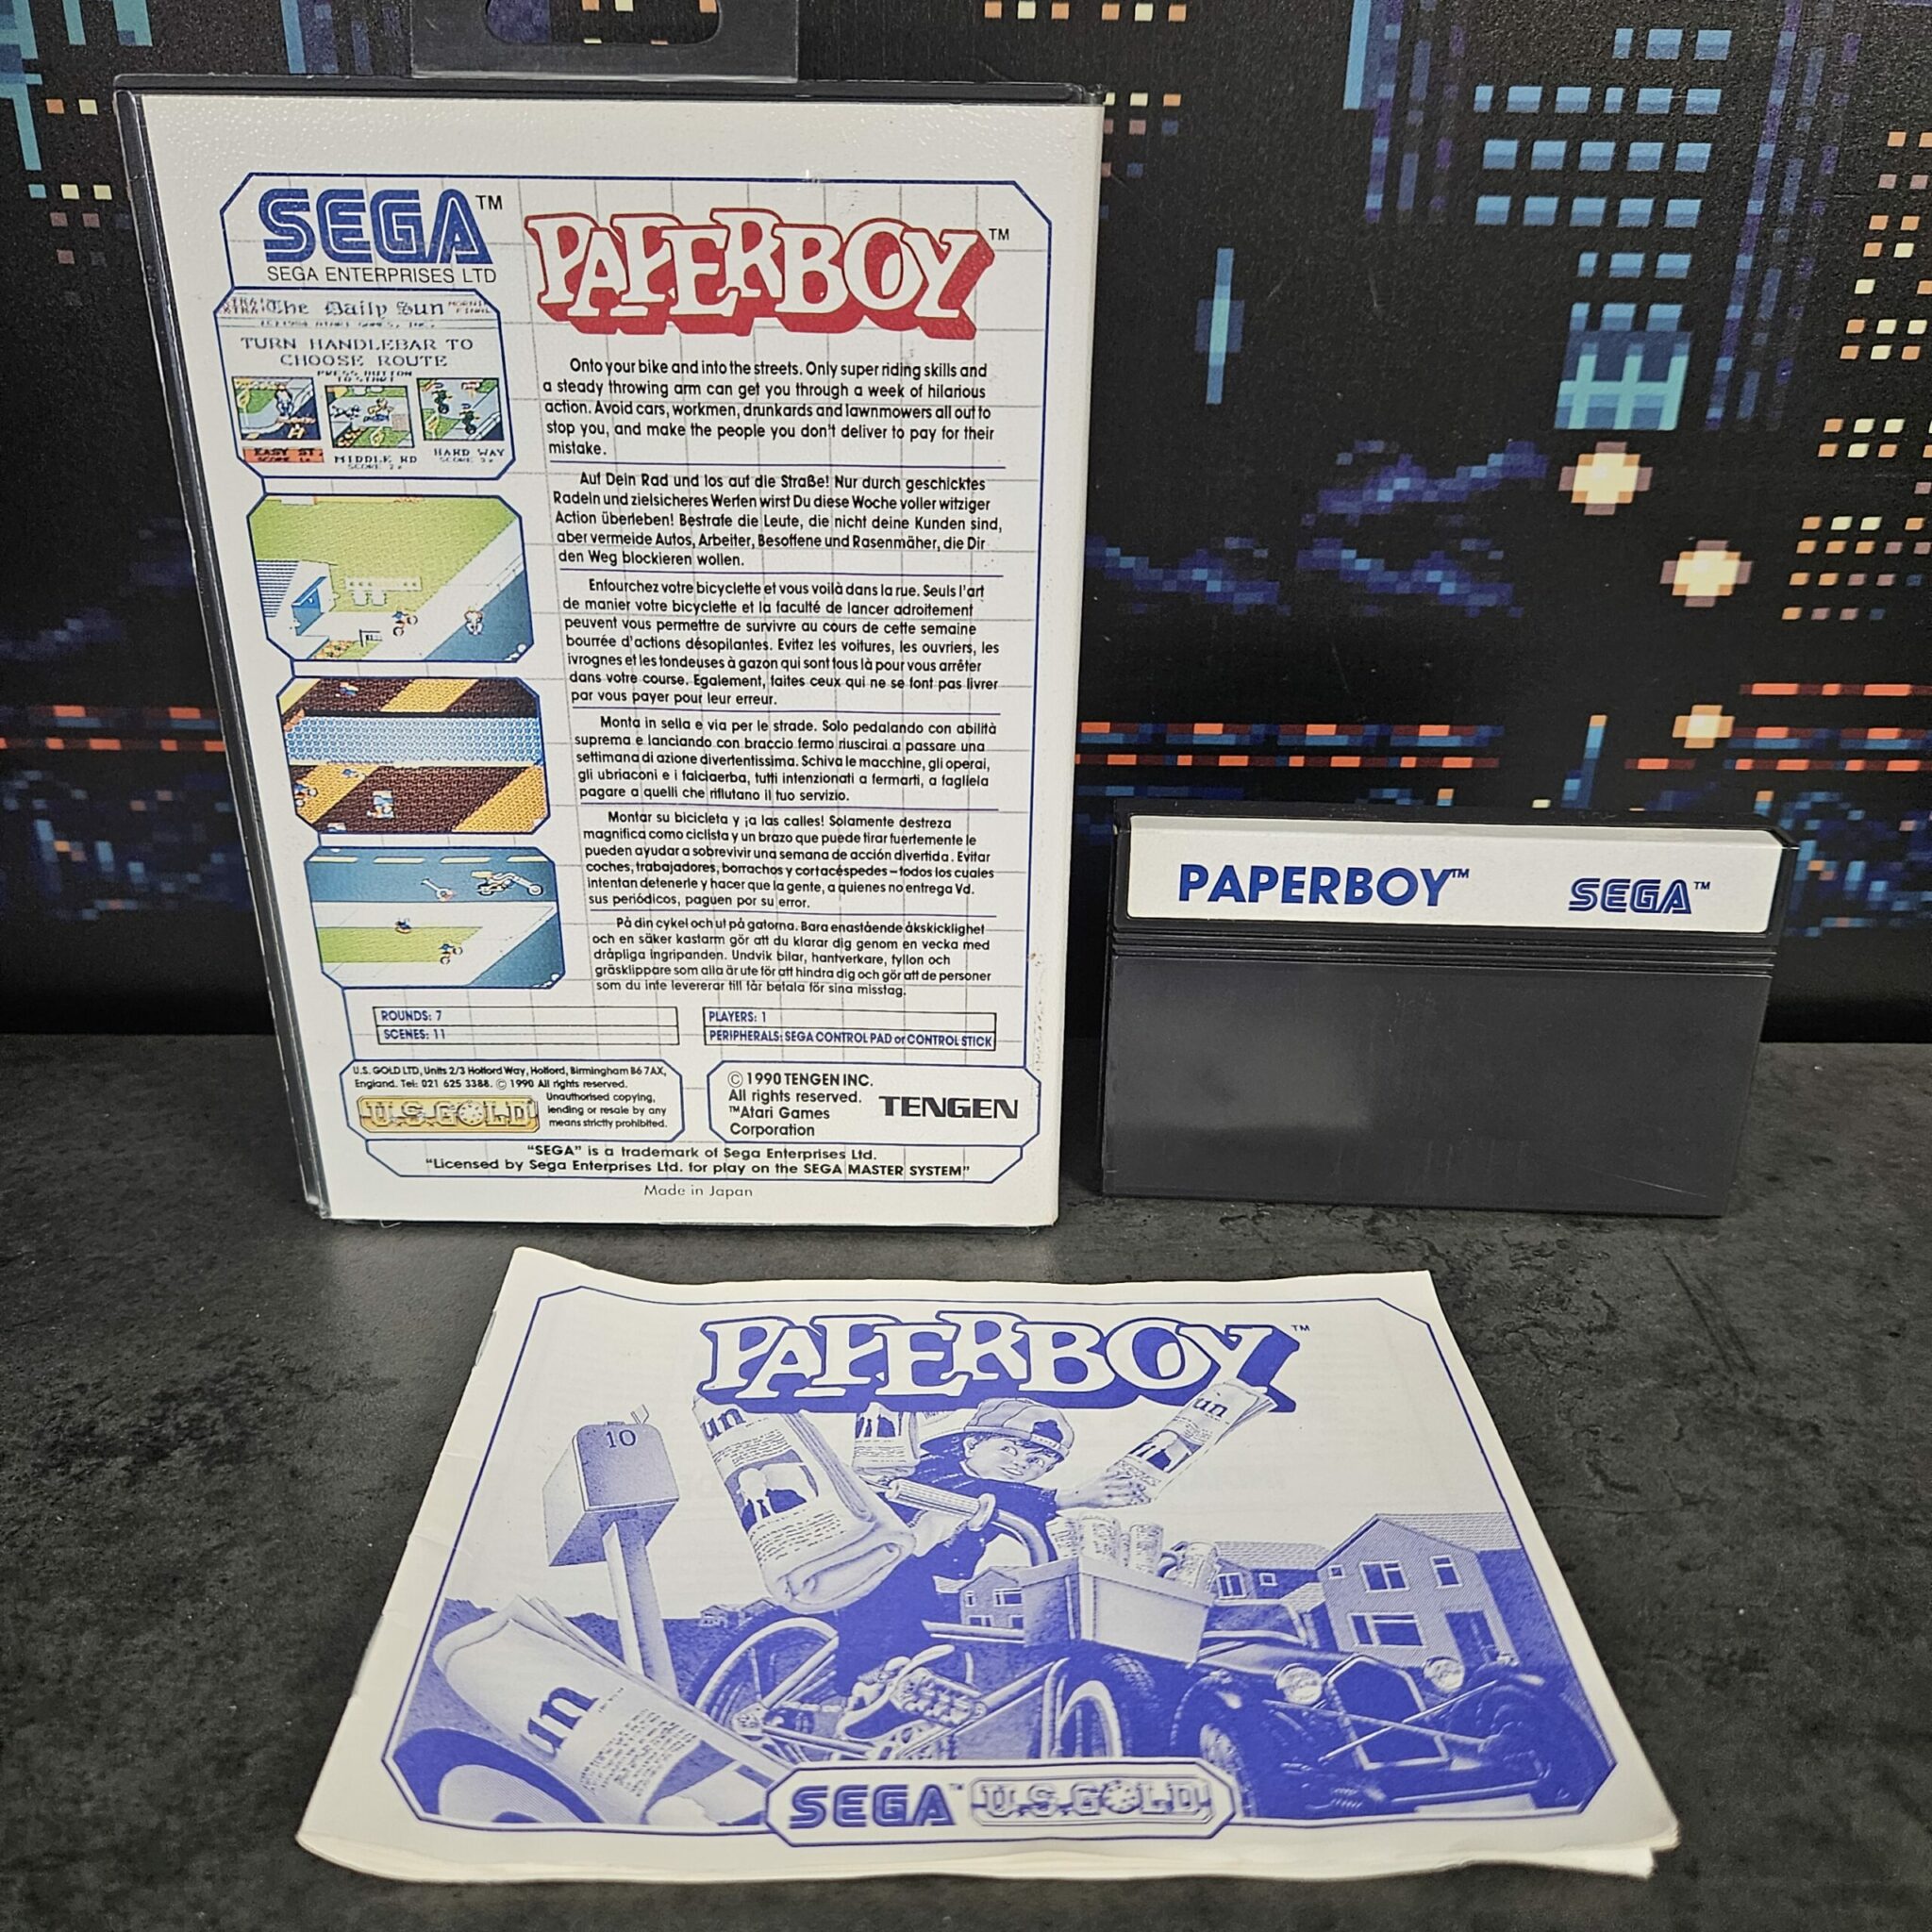 SEGA™
SEGA ENTERPRISES LTD
PAPERBOY™
The Daily Sun
TURN HANDLEBAR TO
CHOOSE ROUTE
PRESS BUTTON
TO START
EASY ST
MIDDLE RD
HARD WAY
Onto your bike and into the streets. Only super riding skills and
a steady throwing arm can get you through a week of hilarious
action. Avoid cars, workmen, drunkards and lawnmowers all out to
stop you, and make the people you don't deliver to pay for their
mistake.
Auf Dein Rad und los auf die Straße! Nur durch geschicktes
Radeln und zielsicheres Werfen wirst Du diese Woche voller witziger
Action überleben! Bestrafe die Leute, die nicht deine Kunden sind,
aber vermeide Autos, Arbeiter, Besoffene und Rasenmäher, die Dir
den Weg blockieren wollen.
Enfourchez votre bicyclette et vous voilà dans la rue. Seuls l'art
de manier votre bicyclette et la faculté de lancer adroitement
peuvent vous permettre de survivre au cours de cette semaine
bourrée d'actions désopilantes. Evitez les voitures, les ouvriers, les
ivrognes et les tondeuses à gazon qui sont tous là pour vous arrêter
dans votre course. Egalement, faites ceux qui ne se font pas livrer
par vous payer pour leur erreur.
Monta in sella e via per le strade. Solo pedalando con abilità
suprema e lanciando con braccio fermo riuscirai a passare una
settimana di azione divertentissima. Schiva le macchine, gli operai,
gli ubriaconi e i falciaerba, tutti intenzionati a fermarti, a fagliela
pagare a quelli che rifiutano il tuo servizio.
Montar su bicicleta y ¡a las calles! Solamente destreza
magnifica como ciclista y un brazo que puede tirar fuertemente le
pueden ayudar a sobrevivir una semana de acción divertida. Evitar
coches, trabajadores, borrachos y cortacéspedes – todos los cuales
intentan detenerle y hacer que la gente, a quienes no entrega Vd.
sus periódicos, paguen por su error.
På din cykel och ut på gatorna. Bara enastående åkskicklighet
och en säker kastarm gör att du klarar dig genom en vecka med
dråpliga ingripanden. Undvik bilar, hantverkare, fyllon och
gräsklippare som alla är ute för att hindra dig och gör att de personer
som du inte levererar till får betala för sina misstag.
ROUNDS: 7
SCENES: 11
PLAYERS: 1
PERIPHERALS: SEGA CONTROL PAD or CONTROL STICK
U.S. GOLD LTD, Units 2/3 Holford Way, Holford, Birmingham B6 7AX,
England. Tel: 021 625 3388. © 1990 All rights reserved.
U.S. GOLD
Unauthorised copying,
lending or resale by any
means strictly prohibited.
© 1990 TENGEN INC.
All rights reserved.
™Atari Games
Corporation
TENGEN
"SEGA" is a trademark of Sega Enterprises Ltd.
"Licensed by Sega Enterprises Ltd. for play on the SEGA MASTER SYSTEM"
Made in Japan
PAPERBOY™
SEGA™
PAPERBOY™
un
un
10
un
SEGA™ U.S. GOLD